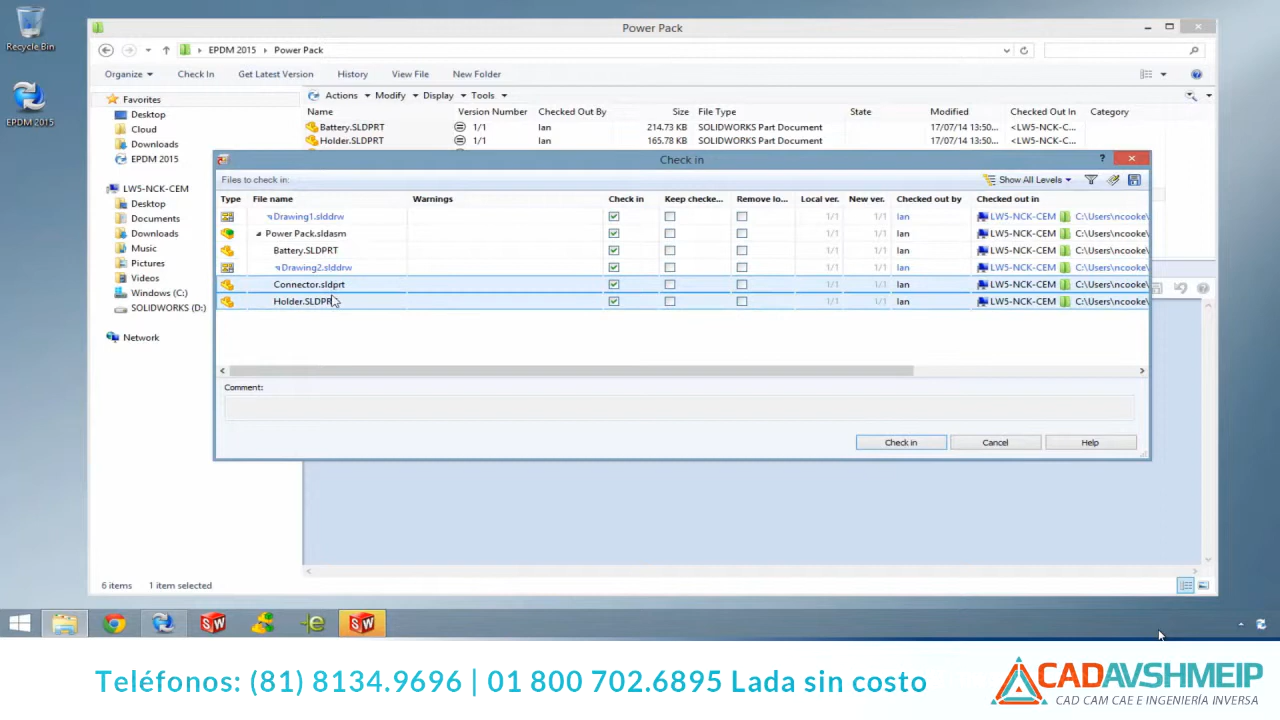 Recycle Bin
EPDM 2015
Power Pack
EPDM 2015 Power Pack
Organize Check In Get Latest Version History View File New Folder
Favorites
Desktop
Cloud
Downloads
EPDM 2015
LW5-NCK-CEM
Desktop
Documents
Downloads
Music
Pictures
Videos
Windows (C:)
SOLIDWORKS (D:)
Network
Actions Modify Display Tools
Name Version Number Checked Out By Size File Type State Modified Checked Out In Category
Battery.SLDPRT 1/1 Ian 214.73 KB SOLIDWORKS Part Document 17/07/14 13:50... <LW5-NCK-C...
Holder.SLDPRT 1/1 Ian 165.78 KB SOLIDWORKS Part Document 17/07/14 13:50... <LW5-NCK-C...
Check in
Files to check in:
Show All Levels
Type File name Warnings Check in Keep checke... Remove lo... Local ver. New ver. Checked out by Checked out in
Drawing1.slddrw 1/1 1/1 Ian LW5-NCK-CEM C:\Users\ncooke\
Power Pack.sldasm 1/1 1/1 Ian LW5-NCK-CEM C:\Users\ncooke\
Battery.SLDPRT 1/1 1/1 Ian LW5-NCK-CEM C:\Users\ncooke\
Drawing2.slddrw 1/1 1/1 Ian LW5-NCK-CEM C:\Users\ncooke\
Connector.sldprt 1/1 1/1 Ian LW5-NCK-CEM C:\Users\ncooke\
Holder.SLDPRT 1/1 1/1 Ian LW5-NCK-CEM C:\Users\ncooke\
Comment:
Check in Cancel Help
6 items 1 item selected
Teléfonos: (81) 8134.9696 | 01 800 702.6895 Lada sin costo
CADAVSHMEIP
CAD CAM CAE E INGENIERÍA INVERSA